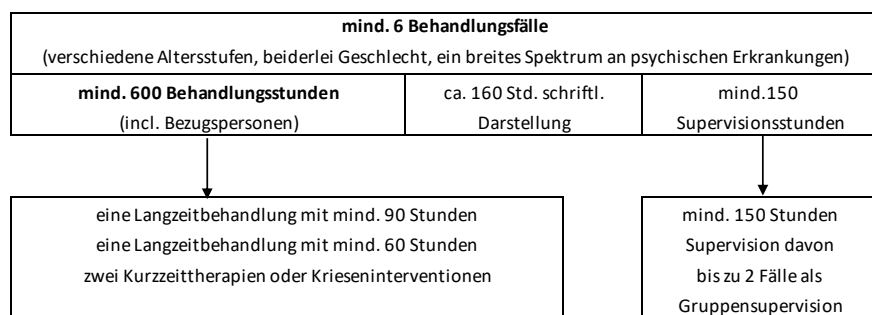 mind. 6 Behandlungsfälle
(verschiedene Altersstufen, beiderlei Geschlecht, ein breites Spektrum an psychischen Erkrankungen)
mind. 600 Behandlungsstunden
(incl. Bezugspersonen)
ca. 160 Std. schriftl.
Darstellung
mind.150
Supervisionsstunden
eine Langzeitbehandlung mit mind. 90 Stunden
eine Langzeitbehandlung mit mind. 60 Stunden
zwei Kurzzeittherapien oder Krieseninterventionen
mind. 150 Stunden
Supervision davon
bis zu 2 Fälle als
Gruppensupervision